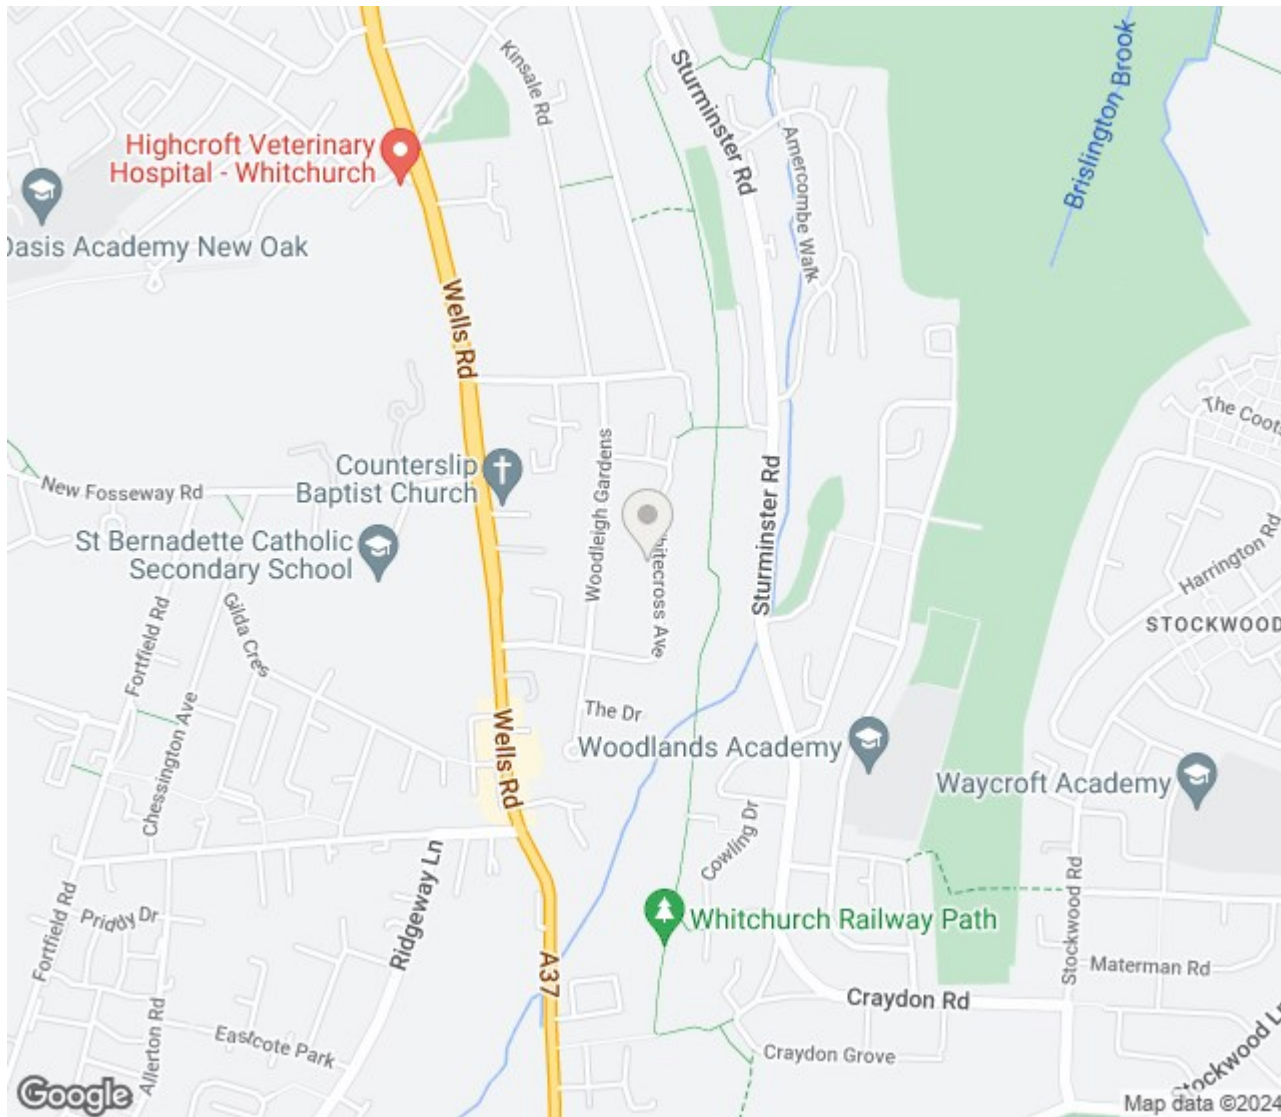 Kinsale Rd
Sturminster Rd
Brislington Brook
Highcroft Veterinary
Hospital - Whitchurch
Amercombe Walk
Oasis Academy New Oak
Wells Rd
The Coots
Counterslip
Baptist Church
Woodleigh Gardens
New Fosseway Rd
Sturminster Rd
Harrington Rd
St Bernadette Catholic
Secondary School
hitecross Ave
Gilda Cres
Fortfield Rd
STOCKWOOD
Chessington Ave
The Dr
Wells Rd
Woodlands Academy
Waycroft Academy
Cowling Dr
Ridgeway Ln
Fortfield Rd
Priddy Dr
Whitchurch Railway Path
Stockwood Rd
A37
Materman Rd
Craydon Rd
Allerton Rd
Eastcote Park
Craydon Grove
Stockwood L
Google
Map data ©2024